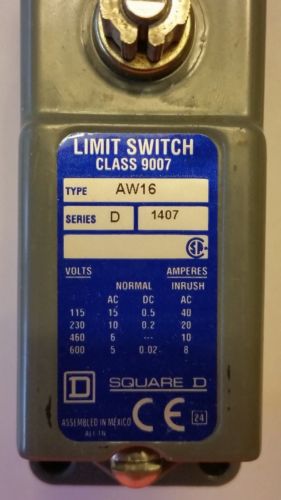 LIMIT SWITCH
CLASS 9007
TYPE AW16
SERIES D 1407
SA
VOLTS AMPERES
NORMAL INRUSH
AC DC AC
115 15 0.5 40
230 10 0.2 20
460 6 ... 10
600 5 0.02 8
D SQUARE D
ASSEMBLED IN MEXICO CE 24